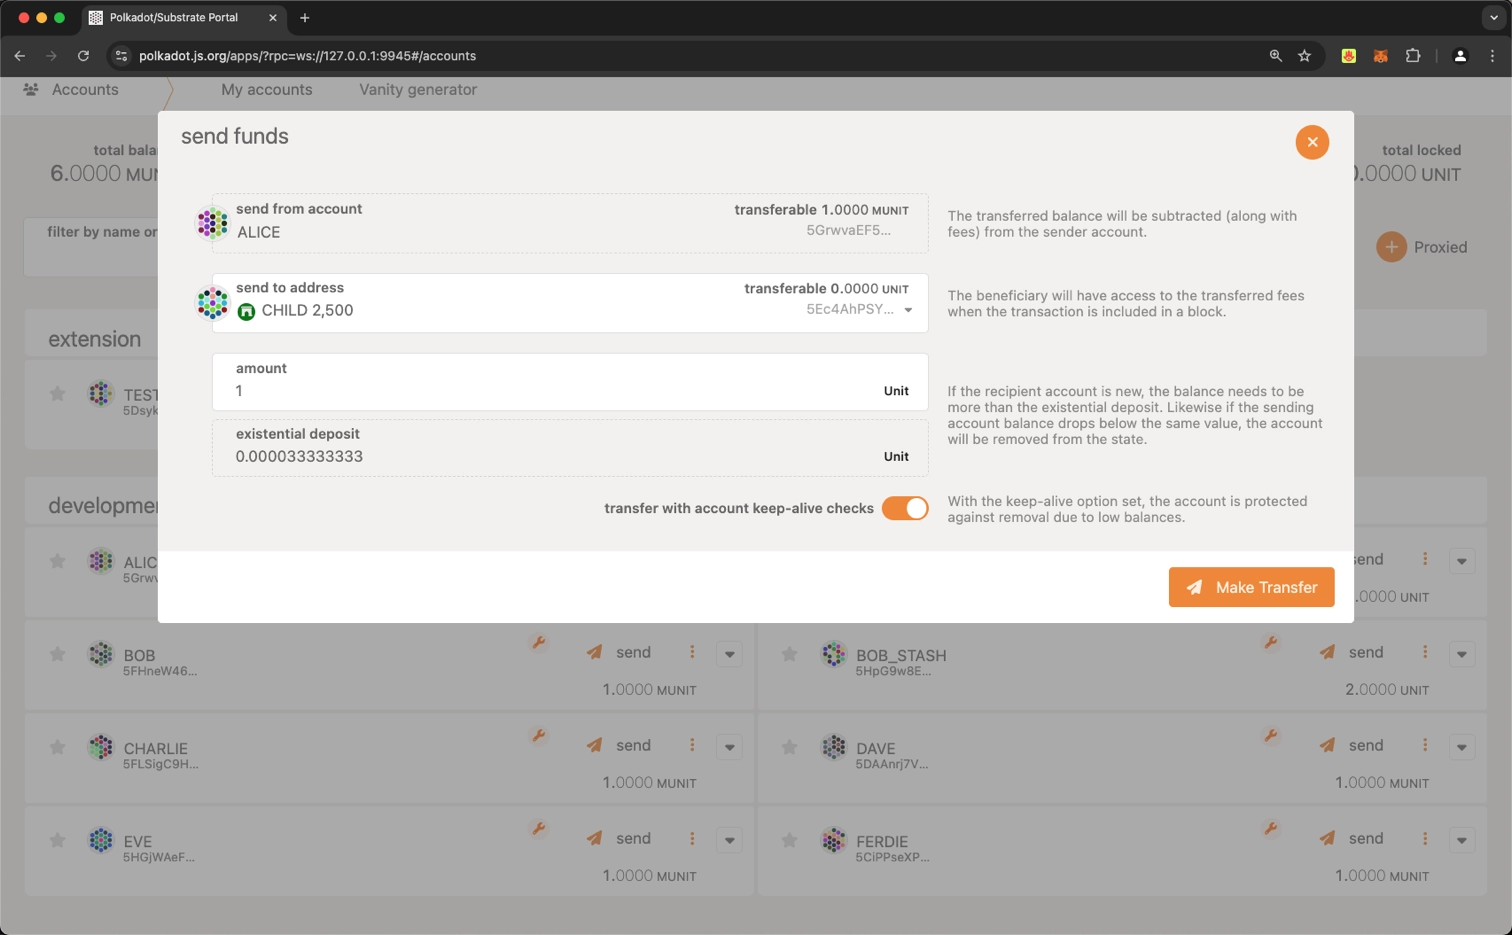 Polkadot/Substrate Portal
polkadot.js.org/apps/?rpc=ws://127.0.0.1:9945#/accounts
Accounts
My accounts
Vanity generator
total bala
6.0000 MUN
total locked
0.0000 UNIT
filter by name or
Proxied
send funds
send from account
ALICE
transferable 1.0000 MUNIT
5GrwvaEF5...
The transferred balance will be subtracted (along with
fees) from the sender account.
send to address
CHILD 2,500
transferable 0.0000 UNIT
5Ec4AhPSY...
The beneficiary will have access to the transferred fees
when the transaction is included in a block.
amount
1
Unit
If the recipient account is new, the balance needs to be
more than the existential deposit. Likewise if the sending
account balance drops below the same value, the account
will be removed from the state.
existential deposit
0.000033333333
Unit
transfer with account keep-alive checks
With the keep-alive option set, the account is protected
against removal due to low balances.
Make Transfer
extension
TEST
5Dsyk
developmen
ALIC
5Grwv
send
.0000 UNIT
BOB
5FHneW46...
send
1.0000 MUNIT
BOB_STASH
5HpG9w8E...
send
2.0000 UNIT
CHARLIE
5FLSigC9H...
send
1.0000 MUNIT
DAVE
5DAAnrj7V...
send
1.0000 MUNIT
EVE
5HGjWAeF...
send
1.0000 MUNIT
FERDIE
5CiPPseXP...
send
1.0000 MUNIT